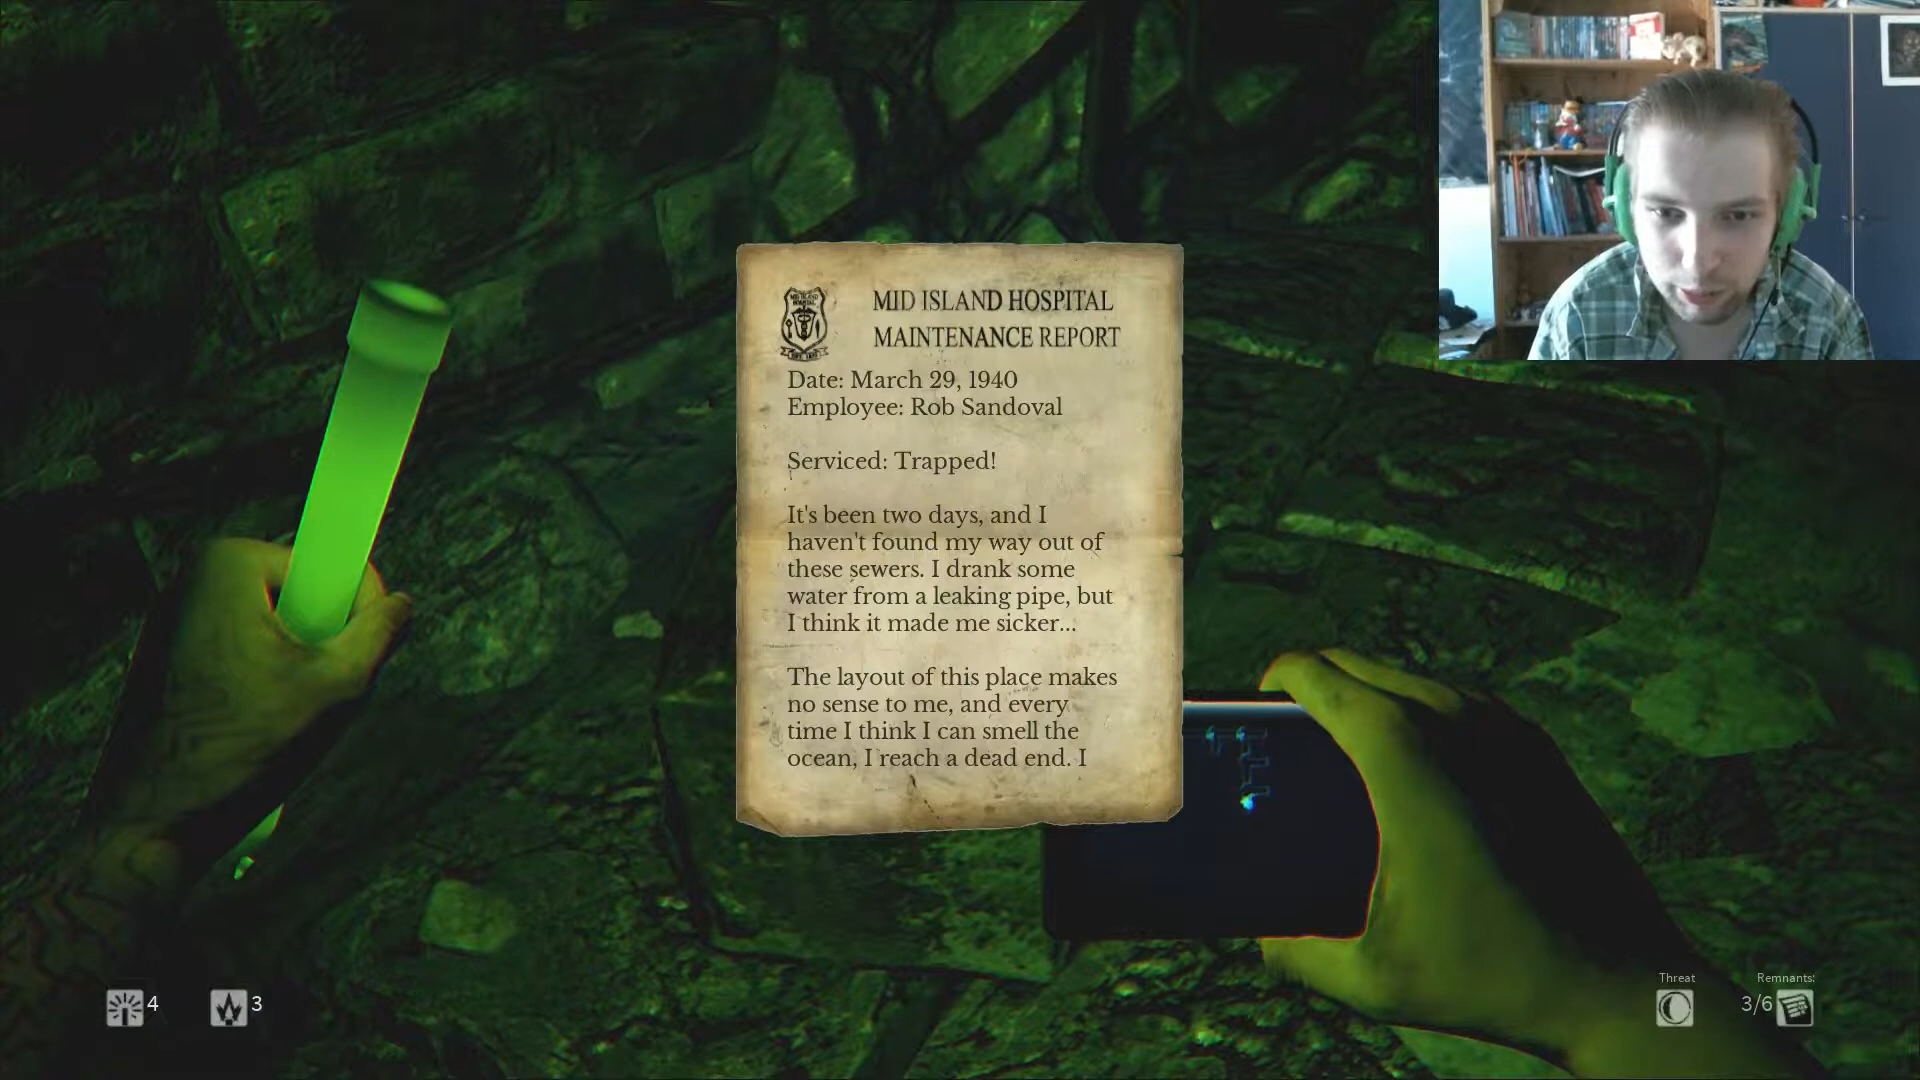 MID ISLAND HOSPITAL
MAINTENANCE REPORT
Date: March 29, 1940
Employee: Rob Sandoval
Serviced: Trapped!
It's been two days, and I
haven't found my way out of
these sewers. I drank some
water from a leaking pipe, but
I think it made me sicker...
The layout of this place makes
no sense to me, and every
time I think I can smell the
ocean, I reach a dead end. I
4
3
Threat
Remnants:
3/6